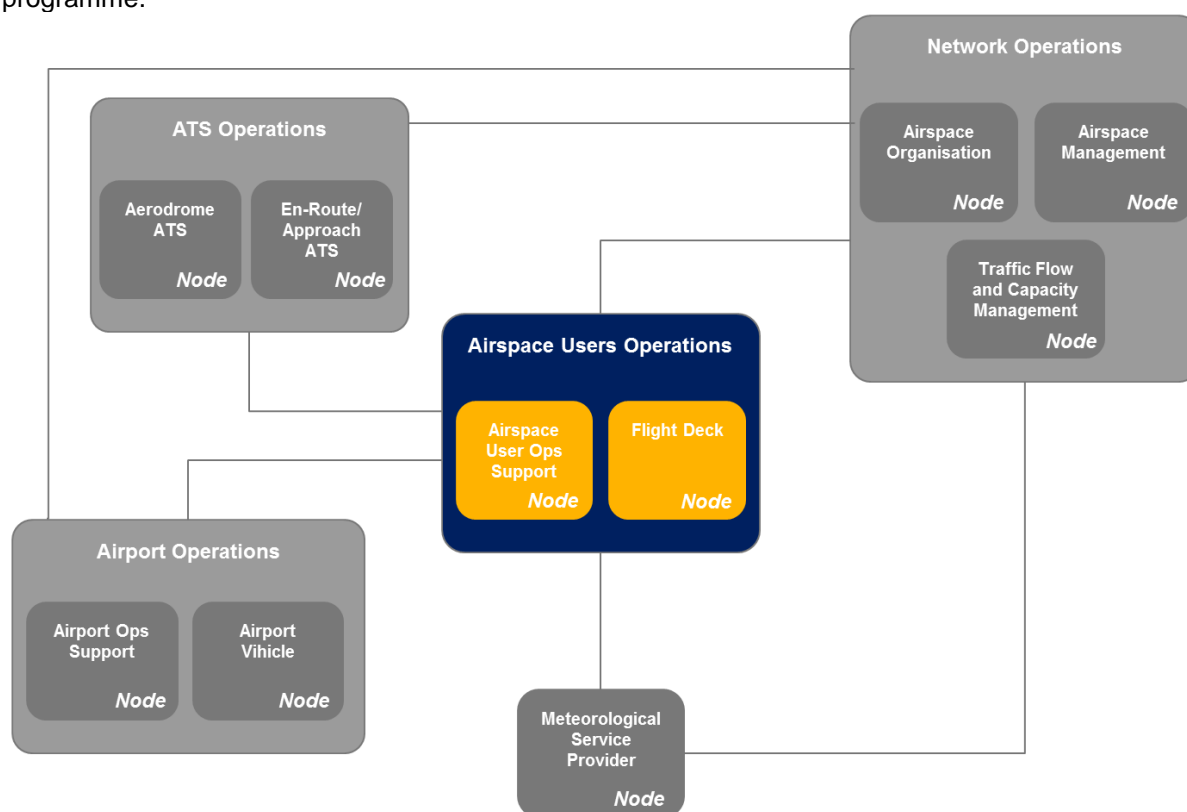 programme.
Network Operations
Airspace
Organisation
Node
Airspace
Management
Node
Traffic Flow
and Capacity
Management
Node
ATS Operations
Aerodrome
ATS
Node
En-Route/
Approach
ATS
Node
Airspace Users Operations
Airspace
User Ops
Support
Node
Flight Deck
Node
Airport Operations
Airport Ops
Support
Node
Airport
Vihicle
Node
Meteorological
Service
Provider
Node